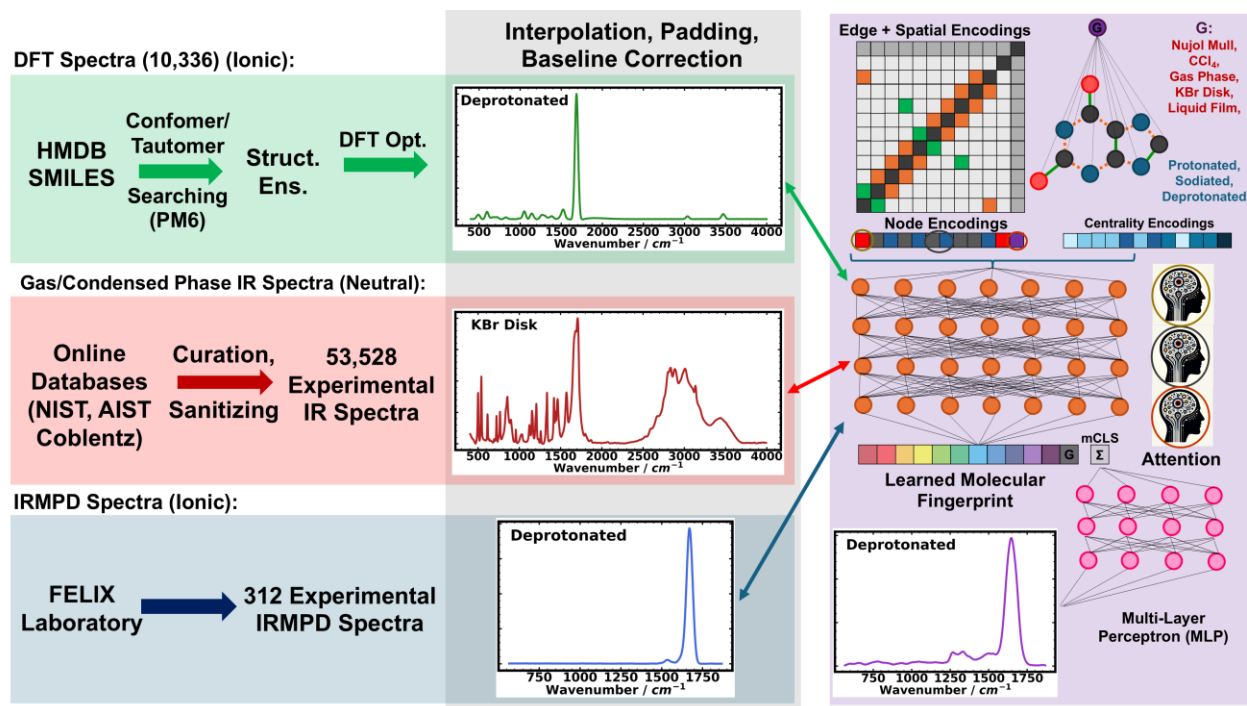 DFT Spectra (10,336) (Ionic):
HMDB
SMILES
Confomer/
Tautomer
Searching
(PM6)
Struct.
Ens.
DFT Opt.
Gas/Condensed Phase IR Spectra (Neutral):
Online
Databases
(NIST, AIST
Coblentz)
Curation,
Sanitizing
53,528
Experimental
IR Spectra
IRMPD Spectra (Ionic):
FELIX
Laboratory
312 Experimental
IRMPD Spectra
Interpolation, Padding,
Baseline Correction
Deprotonated
500 1000 1500 2000 2500 3000 3500 4000
Wavenumber / cm⁻¹
KBr Disk
500 1000 1500 2000 2500 3000 3500 4000
Wavenumber / cm⁻¹
Deprotonated
750 1000 1250 1500 1750
Wavenumber / cm⁻¹
Edge + Spatial Encodings
G
G:
Nujol Mull,
CCl₄,
Gas Phase,
KBr Disk,
Liquid Film,
Protonated,
Sodiated,
Deprotonated
Node Encodings
Centrality Encodings
G
mCLS
Σ
Attention
Learned Molecular
Fingerprint
Deprotonated
750 1000 1250 1500 1750
Wavenumber / cm⁻¹
Multi-Layer
Perceptron (MLP)